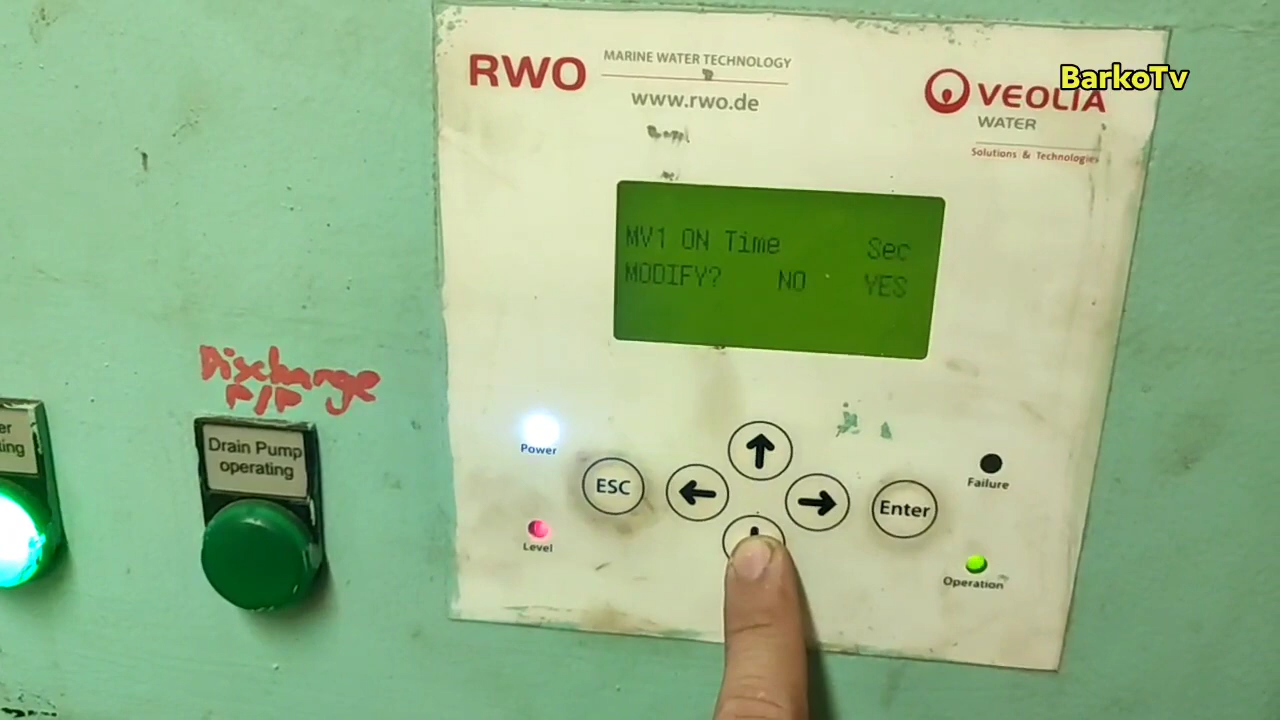 BarkoTv
RWO
MARINE WATER TECHNOLOGY
www.rwo.de
VEOLIA
WATER
Solutions & Technologies
MV1 ON Time Sec
MODIFY? NO YES
Discharge
P/P
Drain Pump
operating
Power
Level
ESC
Enter
Failure
Operation